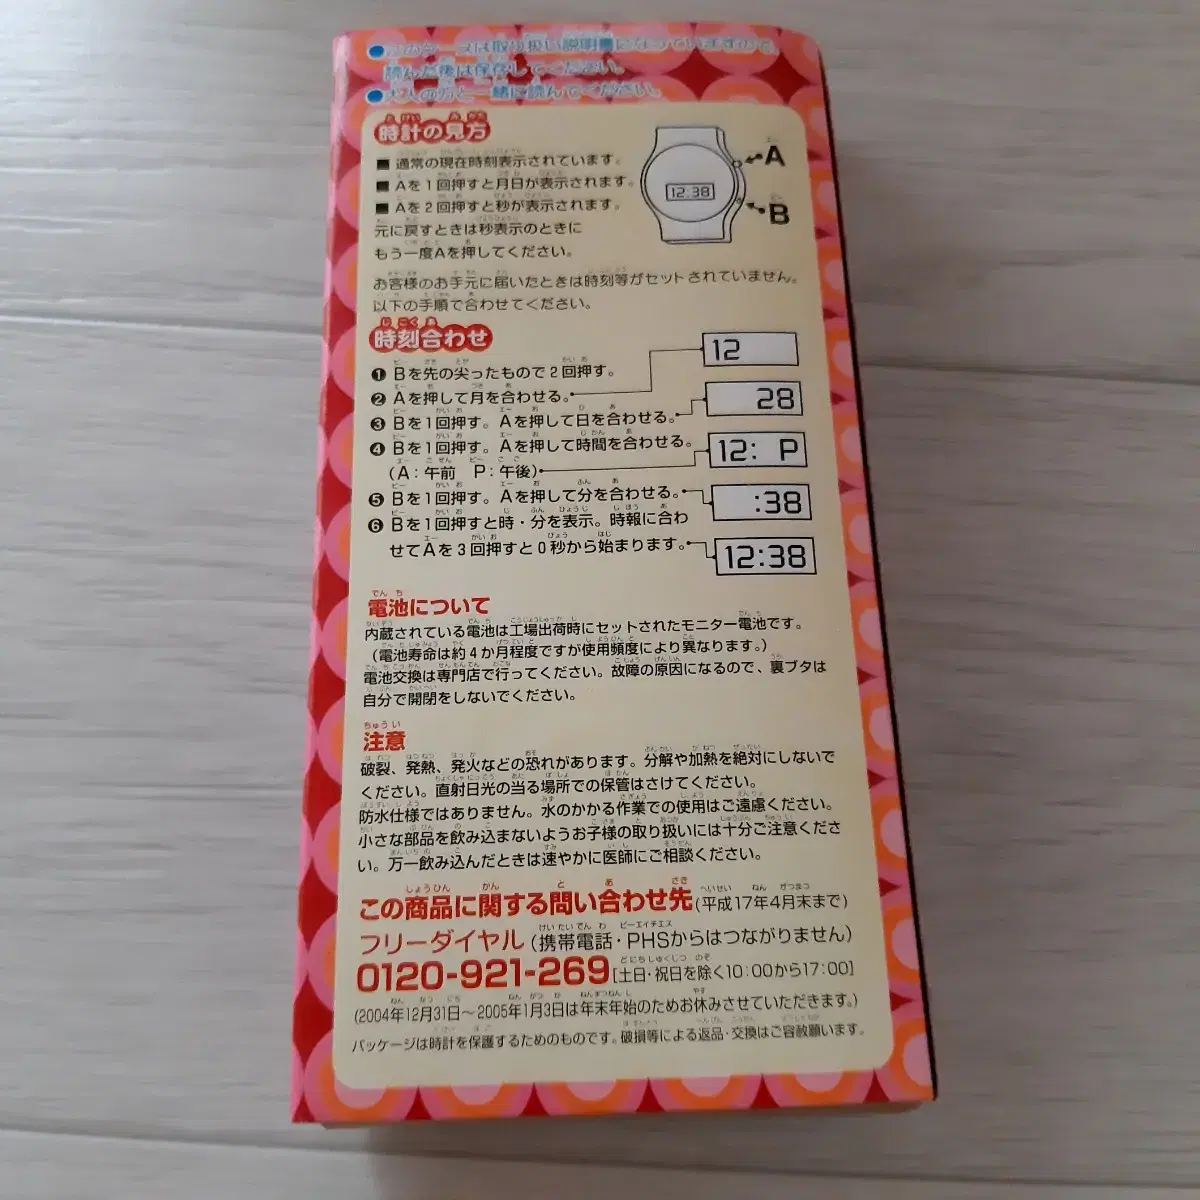 ●このケースは取り扱い説明書になっていますので、
読んだ後は保存してください。
●大人の方と一緒に読んでください。
時計の見方
■ 通常の現在時刻表示されています。
■ Aを1回押すと月日が表示されます。
■ Aを2回押すと秒が表示されます。
元に戻すときは秒表示のときに
もう一度Aを押してください。
A
B
12:38
お客様のお手元に届いたときは時刻等がセットされていません。
以下の手順で合わせてください。
時刻合わせ
❶ Bを先の尖ったもので2回押す。
❷ Aを押して月を合わせる。
12
❸ Bを1回押す。Aを押して日を合わせる。
28
❹ Bを1回押す。Aを押して時間を合わせる。
(A:午前 P:午後)
12: P
❺ Bを1回押す。Aを押して分を合わせる。
:38
❻ Bを1回押すと時・分を表示。時報に合わ
せてAを3回押すと0秒から始まります。
12:38
電池について
内蔵されている電池は工場出荷時にセットされたモニター電池です。
(電池寿命は約4か月程度ですが使用頻度により異なります。)
電池交換は専門店で行ってください。故障の原因になるので、裏ブタは
自分で開閉をしないでください。
注意
破裂、発熱、発火などの恐れがあります。分解や加熱を絶対にしないで
ください。直射日光の当る場所での保管はさけてください。
防水仕様ではありません。水のかかる作業での使用はご遠慮ください。
小さな部品を飲み込まないようお子様の取り扱いには十分ご注意くださ
い。万一飲み込んだときは速やかに医師にご相談ください。
この商品に関する問い合わせ先(平成17年4月末まで)
フリーダイヤル(携帯電話・PHSからはつながりません)
0120-921-269[土日・祝日を除く10:00から17:00]
(2004年12月31日〜2005年1月3日は年末年始のためお休みさせていただきます。)
パッケージは時計を保護するためのものです。破損等による返品・交換はご容赦願います。